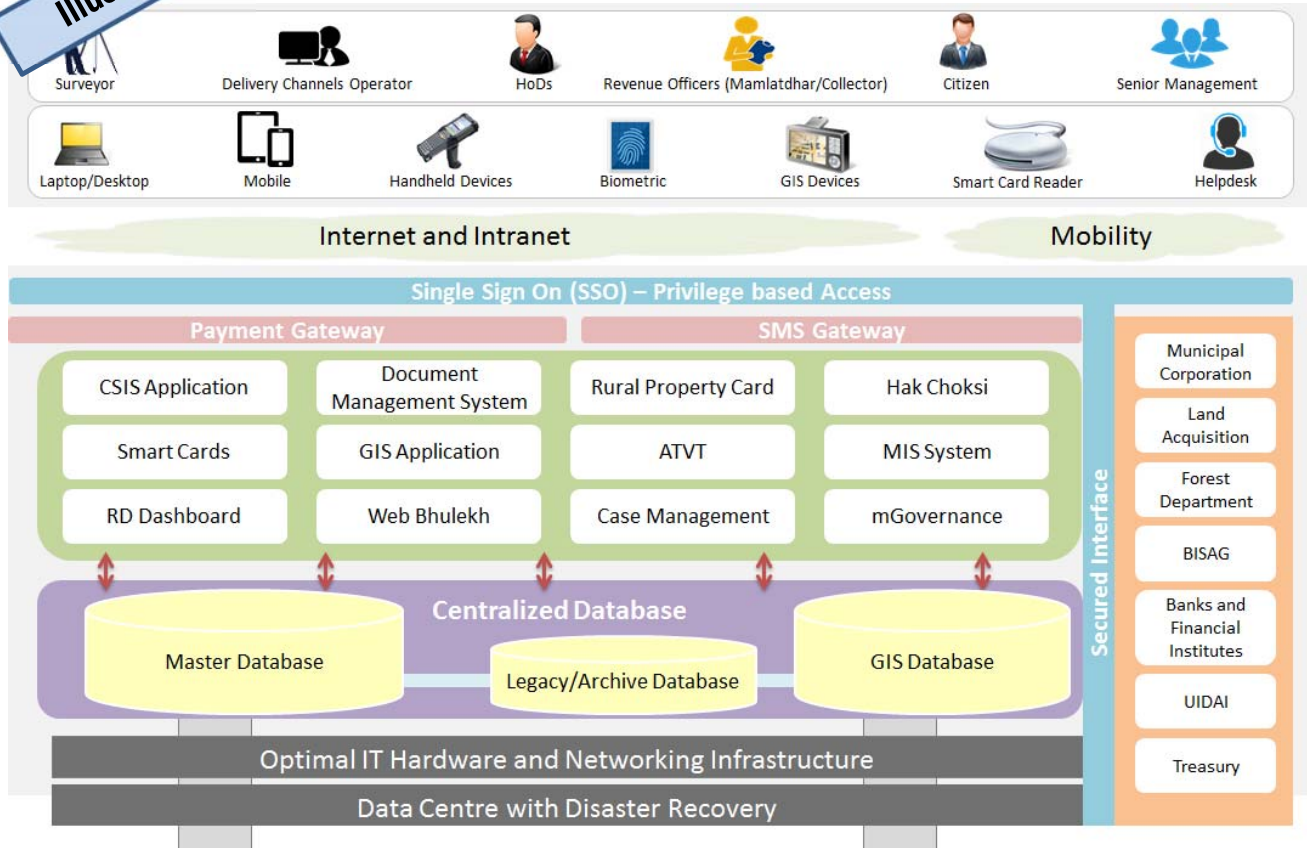 Surveyor
Delivery Channels Operator
HoDs
Revenue Officers (Mamlatdhar/Collector)
Citizen
Senior Management
Laptop/Desktop
Mobile
Handheld Devices
Biometric
GIS Devices
Smart Card Reader
Helpdesk
Internet and Intranet
Mobility
Single Sign On (SSO) – Privilege based Access
Payment Gateway
SMS Gateway
CSIS Application
Document
Management System
Rural Property Card
Hak Choksi
Smart Cards
GIS Application
ATVT
MIS System
RD Dashboard
Web Bhulekh
Case Management
mGovernance
Centralized Database
Master Database
Legacy/Archive Database
GIS Database
Optimal IT Hardware and Networking Infrastructure
Data Centre with Disaster Recovery
Secured Interface
Municipal
Corporation
Land
Acquisition
Forest
Department
BISAG
Banks and
Financial
Institutes
UIDAI
Treasury